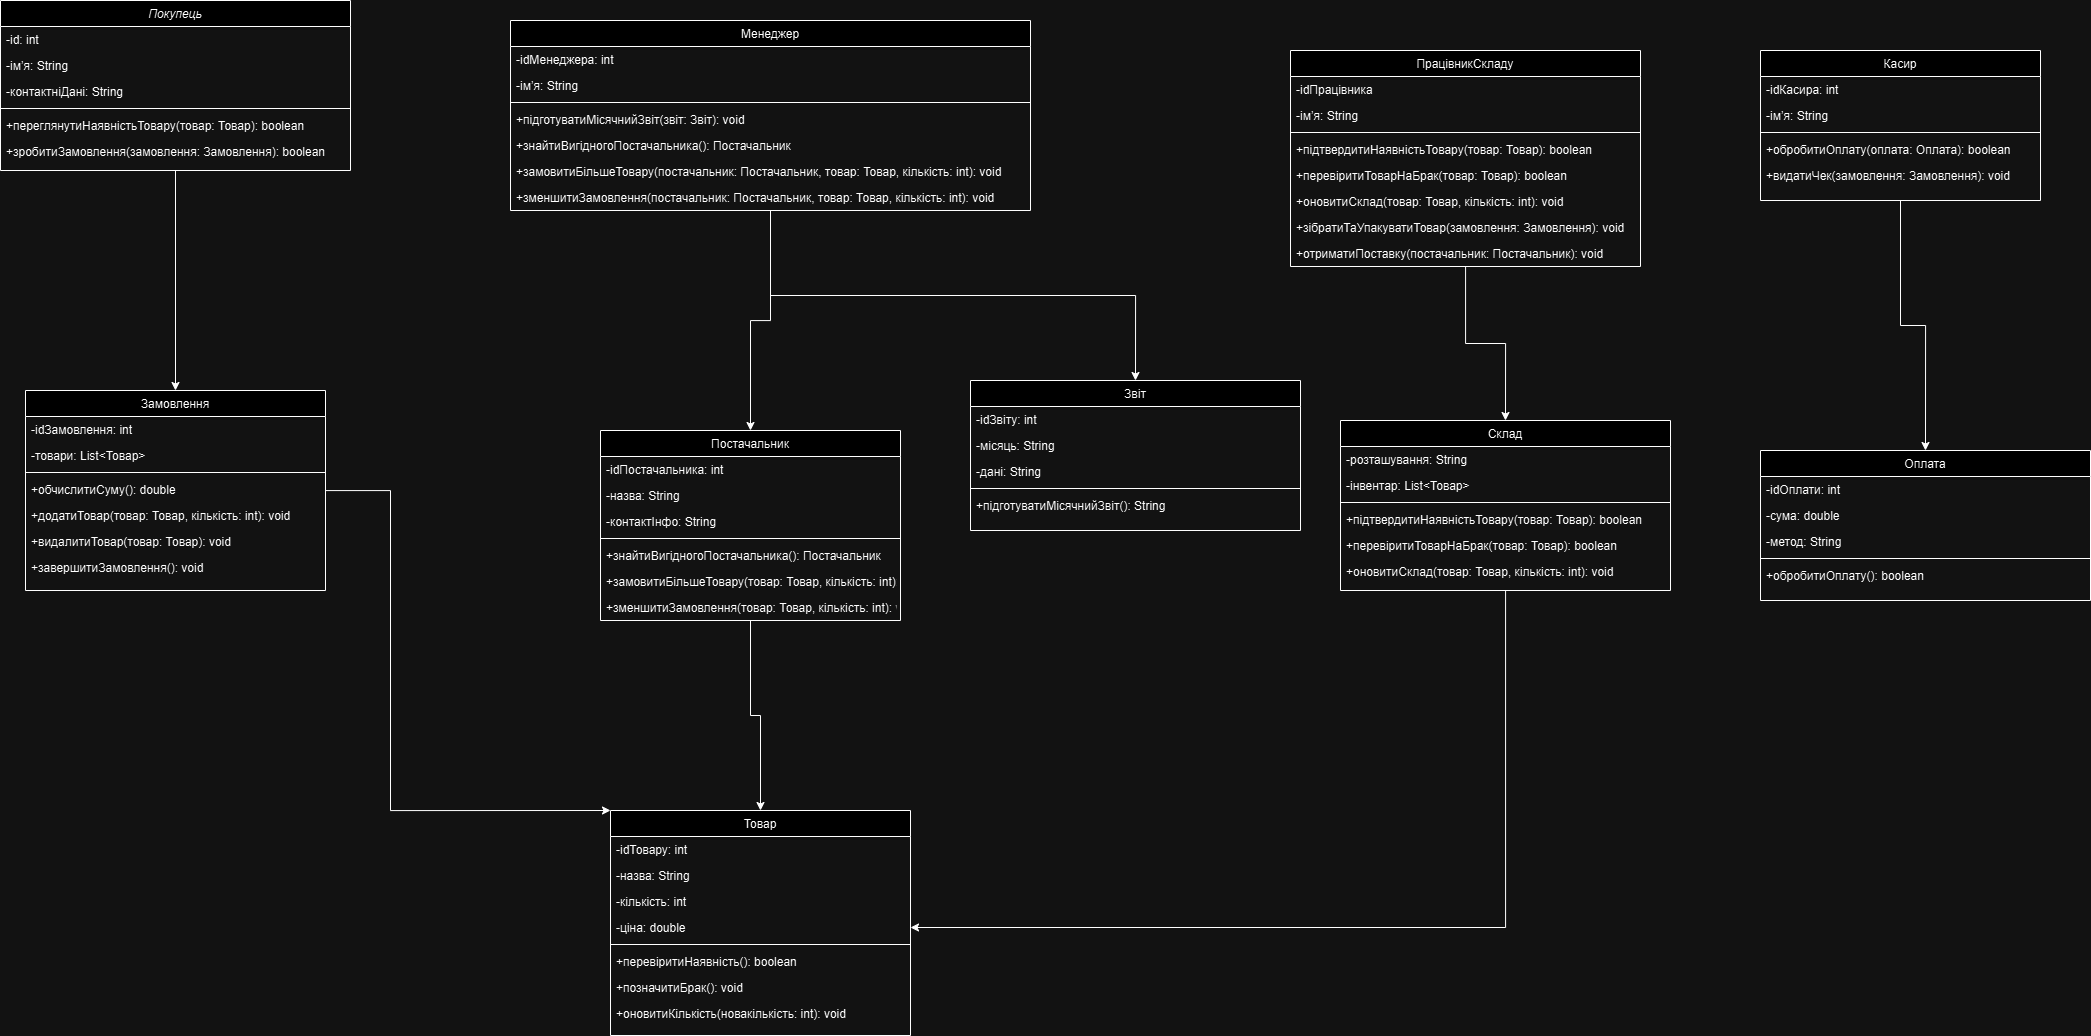 Покупець
-id: int
-ім'я: String
-контактніДані: String
+переглянутиНаявністьТовару(товар: Товар): boolean
+зробитиЗамовлення(замовлення: Замовлення): boolean
Менеджер
-idМенеджера: int
-ім'я: String
+підготуватиМісячнийЗвіт(звіт: Звіт): void
+знайтиВигідногоПостачальника(): Постачальник
+замовитиБільшеТовару(постачальник: Постачальник, товар: Товар, кількість: int): void
+зменшитиЗамовлення(постачальник: Постачальник, товар: Товар, кількість: int): void
ПрацівникСкладу
-idПрацівника
-ім'я: String
+підтвердитиНаявністьТовару(товар: Товар): boolean
+перевіритиТоварНаБрак(товар: Товар): boolean
+оновитиСклад(товар: Товар, кількість: int): void
+зібратиТаУпакуватиТовар(замовлення: Замовлення): void
+отриматиПоставку(постачальник: Постачальник): void
Касир
-idКасира: int
-ім'я: String
+обробитиОплату(оплата: Оплата): boolean
+видатиЧек(замовлення: Замовлення): void
Замовлення
-idЗамовлення: int
-товари: List<Товар>
+обчислитиСуму(): double
+додатиТовар(товар: Товар, кількість: int): void
+видалитиТовар(товар: Товар): void
+завершитиЗамовлення(): void
Постачальник
-idПостачальника: int
-назва: String
-контактІнфо: String
+знайтиВигідногоПостачальника(): Постачальник
+замовитиБільшеТовару(товар: Товар, кількість: int)
+зменшитиЗамовлення(товар: Товар, кількість: int):
Звіт
-idЗвіту: int
-місяць: String
-дані: String
+підготуватиМісячнийЗвіт(): String
Склад
-розташування: String
-інвентар: List<Товар>
+підтвердитиНаявністьТовару(товар: Товар): boolean
+перевіритиТоварНаБрак(товар: Товар): boolean
+оновитиСклад(товар: Товар, кількість: int): void
Оплата
-idОплати: int
-сума: double
-метод: String
+обробитиОплату(): boolean
Товар
-idТовару: int
-назва: String
-кількість: int
-ціна: double
+перевіритиНаявність(): boolean
+позначитиБрак(): void
+оновитиКількість(новакількість: int): void